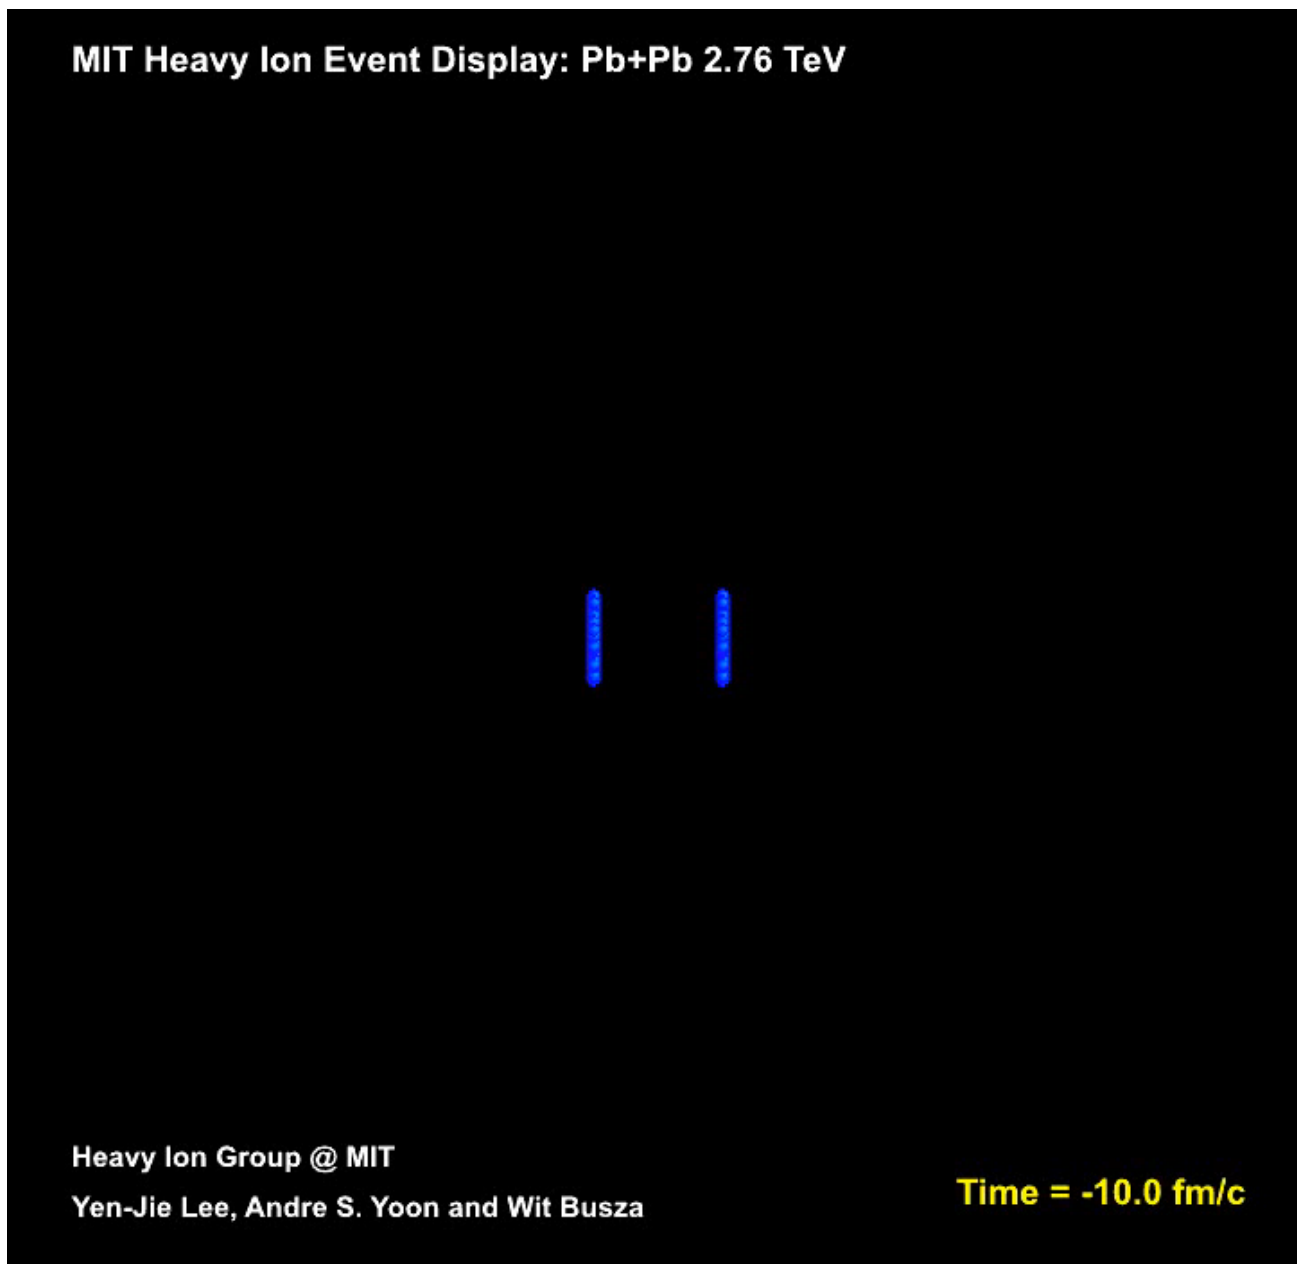 MIT Heavy Ion Event Display: Pb+Pb 2.76 TeV
Heavy Ion Group @ MIT
Yen-Jie Lee, Andre S. Yoon and Wit Busza
Time = -10.0 fm/c